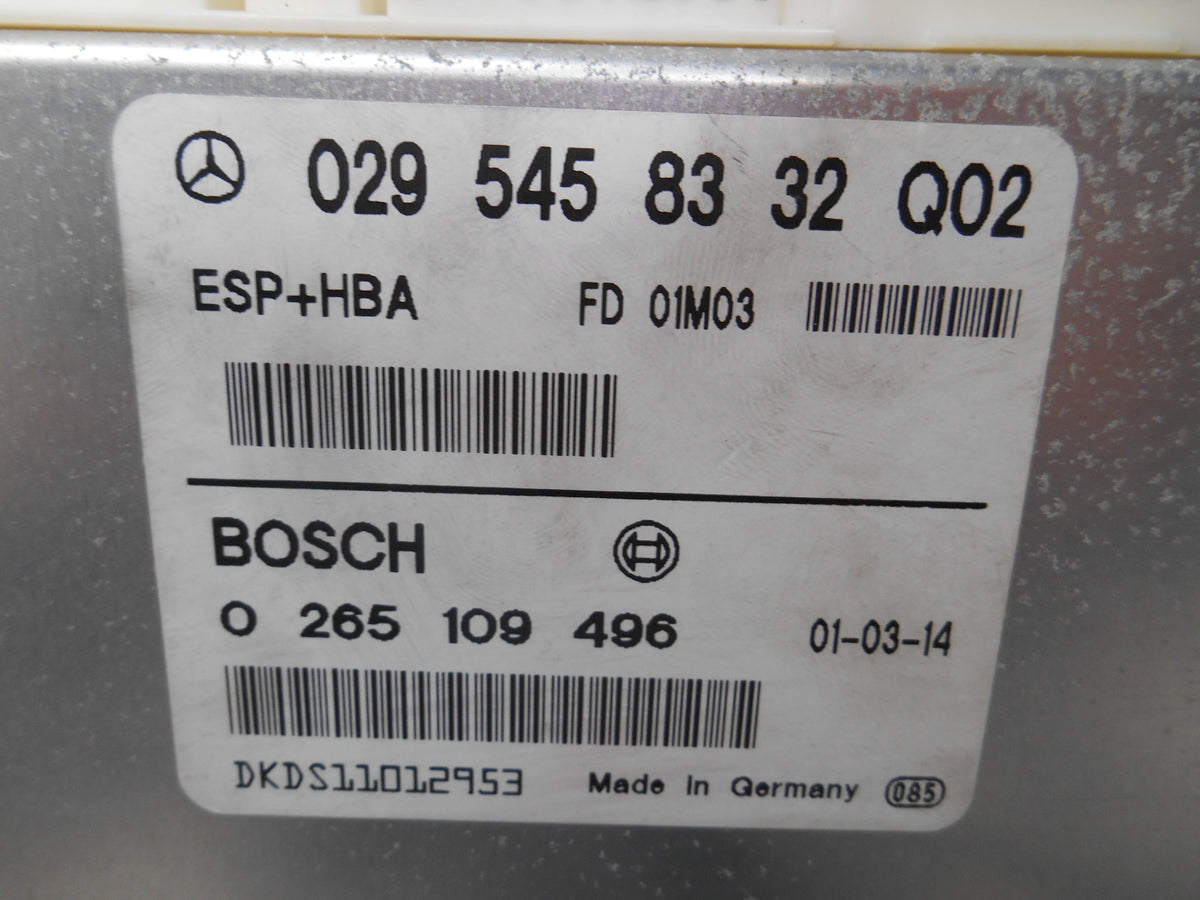 029 545 83 32 Q02
ESP+HBA FD 01M03
BOSCH
0 265 109 496 01-03-14
DKDS11012953 Made in Germany 085